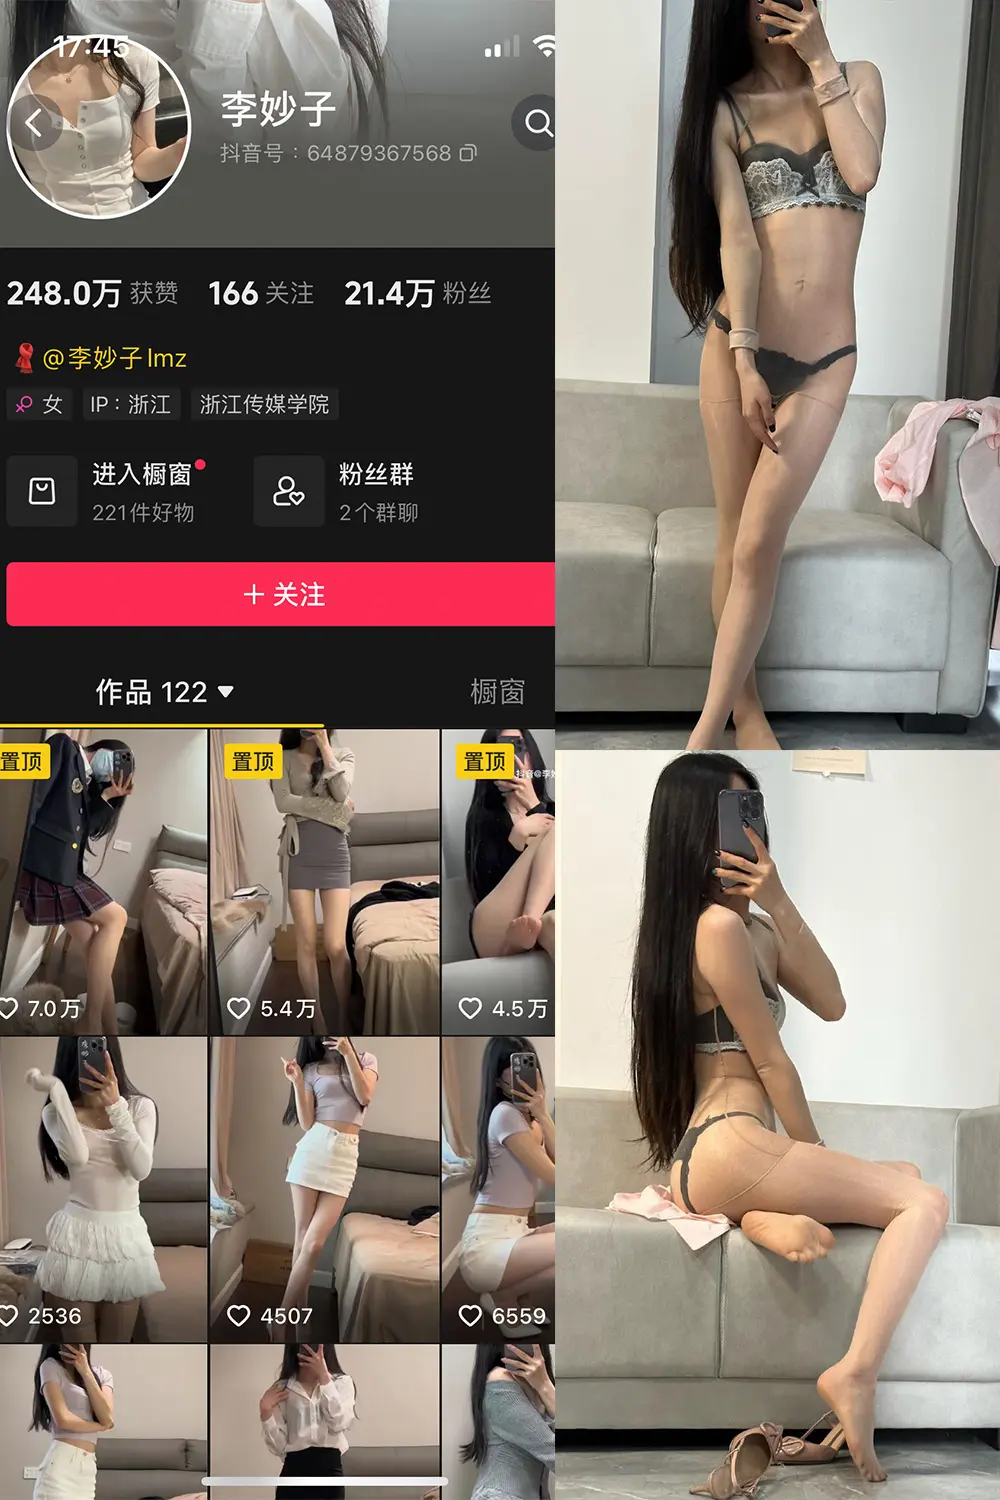 17:45
李妙子
抖音号：64879367568
248.0万 获赞 166 关注 21.4万 粉丝
@李妙子lmz
女 IP：浙江 浙江传媒学院
进入橱窗 粉丝群
221件好物 2个群聊
+ 关注
作品 122 橱窗
置顶 置顶 置顶
抖音@李
7.0万 5.4万 4.5万
2536 4507 6559